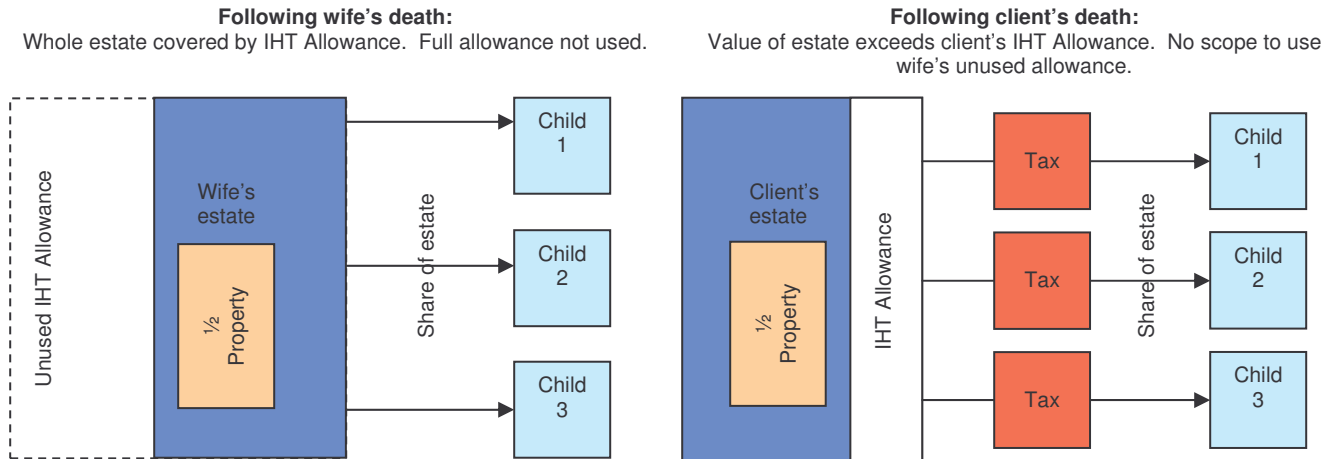 Following wife’s death:
Whole estate covered by IHT Allowance.  Full allowance not used.
Unused IHT Allowance
Wife’s
estate
½
Property
Share of estate
Child
1
Child
2
Child
3
Following client’s death:
Value of estate exceeds client’s IHT Allowance.  No scope to use
wife’s unused allowance.
Client’s
estate
½
Property
IHT Allowance
Tax
Tax
Tax
Share of estate
Child
1
Child
2
Child
3